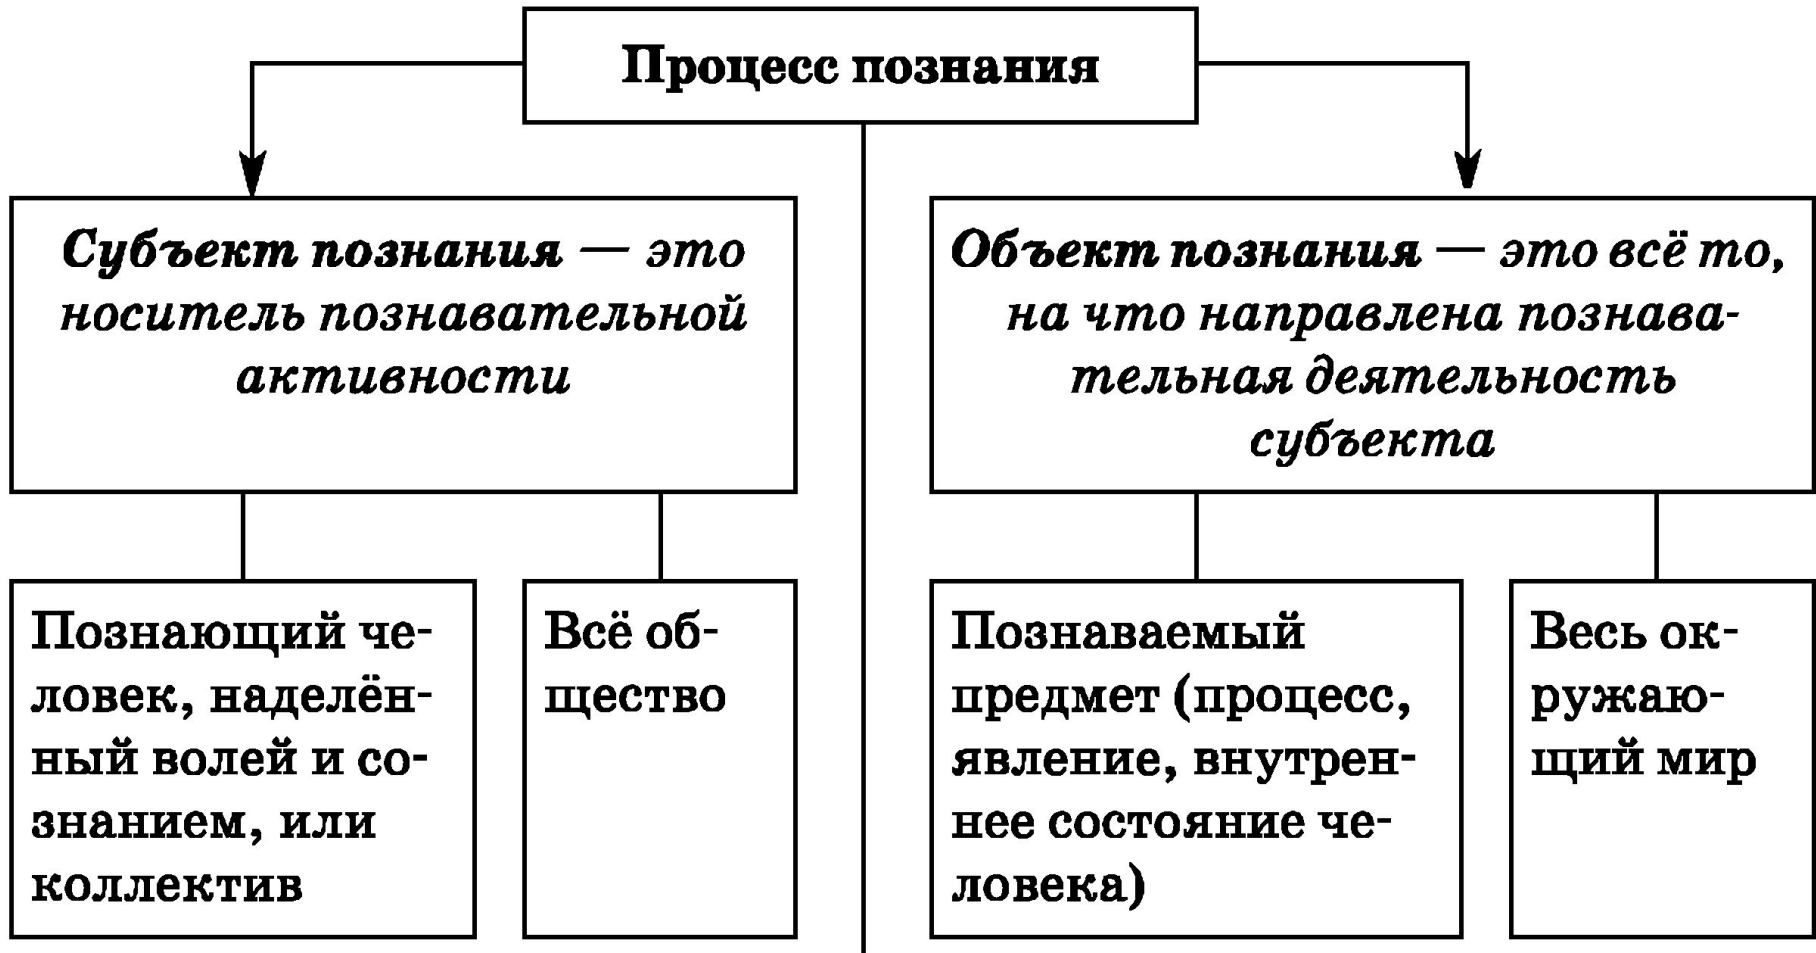 Процесс познания
Субъект познания — это
носитель познавательной
активности
Объект познания — это всё то,
на что направлена познава-
тельная деятельность
субъекта
Познающий че-
ловек, наделён-
ный волей и со-
знанием, или
коллектив
Всё об-
щество
Познаваемый
предмет (процесс,
явление, внутрен-
нее состояние че-
ловека)
Весь ок-
ружаю-
щий мир